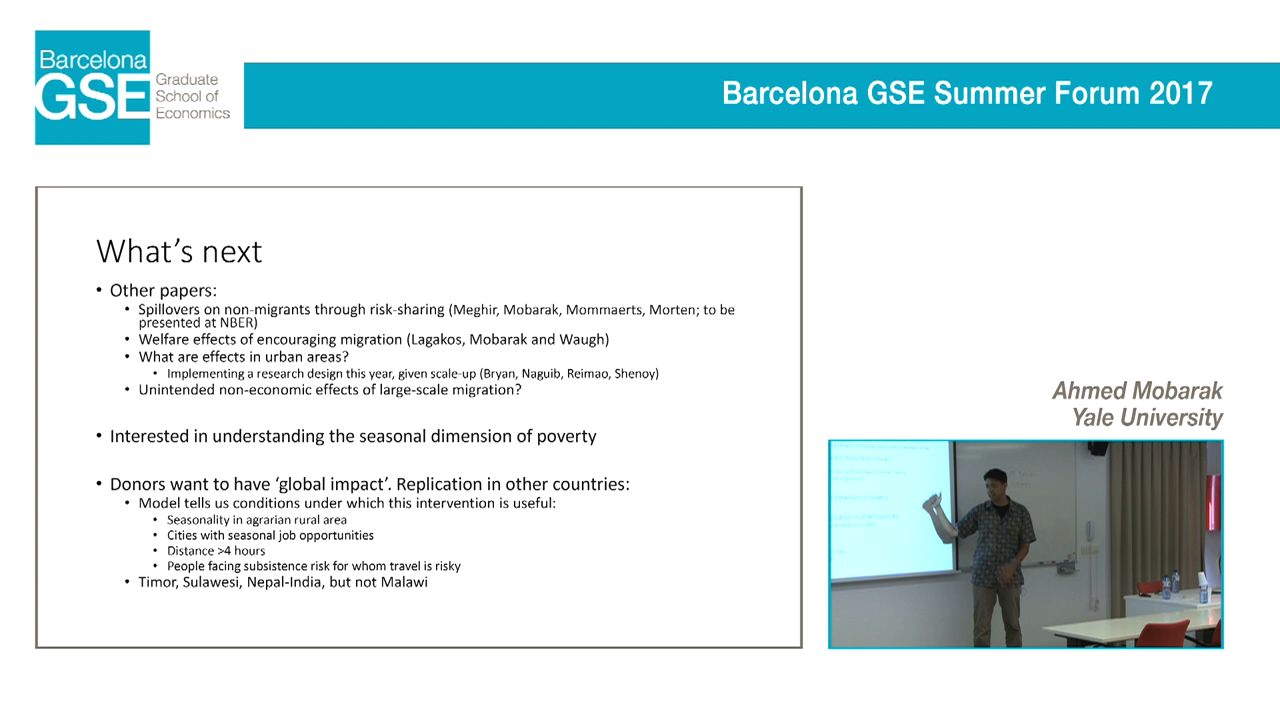 Barcelona
GSE
Graduate
School of
Economics
Barcelona GSE Summer Forum 2017
What's next
• Other papers:
• Spillovers on non-migrants through risk-sharing (Meghir, Mobarak, Mommaerts, Morten; to be
presented at NBER)
• Welfare effects of encouraging migration (Lagakos, Mobarak and Waugh)
• What are effects in urban areas?
• Implementing a research design this year, given scale-up (Bryan, Naguib, Reimao, Shenoy)
• Unintended non-economic effects of large-scale migration?
• Interested in understanding the seasonal dimension of poverty
• Donors want to have ‘global impact’. Replication in other countries:
• Model tells us conditions under which this intervention is useful:
• Seasonality in agrarian rural area
• Cities with seasonal job opportunities
• Distance >4 hours
• People facing subsistence risk for whom travel is risky
• Timor, Sulawesi, Nepal-India, but not Malawi
Ahmed Mobarak
Yale University